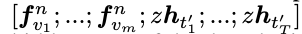 [f^n_{v_1}; ...; f^n_{v_m}; zh_{t'_1}; ...; zh_{t'_T}]